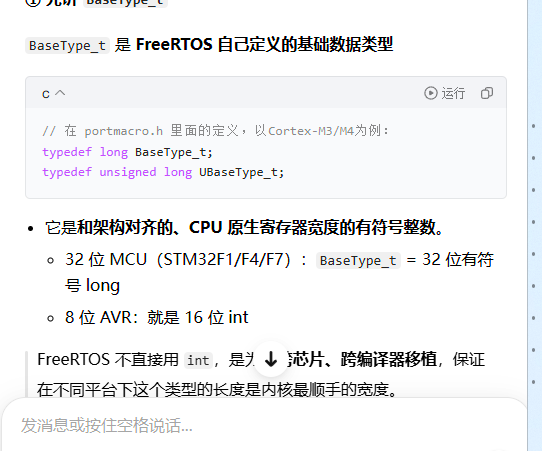 BaseType_t 是 FreeRTOS 自己定义的基础数据类型
c
运行
// 在 portmacro.h 里面的定义，以Cortex-M3/M4为例：
typedef long BaseType_t;
typedef unsigned long UBaseType_t;
它是和架构对齐的、CPU 原生寄存器宽度的有符号整数。
32 位 MCU（STM32F1/F4/F7）：BaseType_t = 32 位有符
号 long
8 位 AVR：就是 16 位 int
FreeRTOS 不直接用 int，是为芯片、跨编译器移植，保证
在不同平台下这个类型的长度是内核最顺手的宽度。
发消息或按住空格说话...